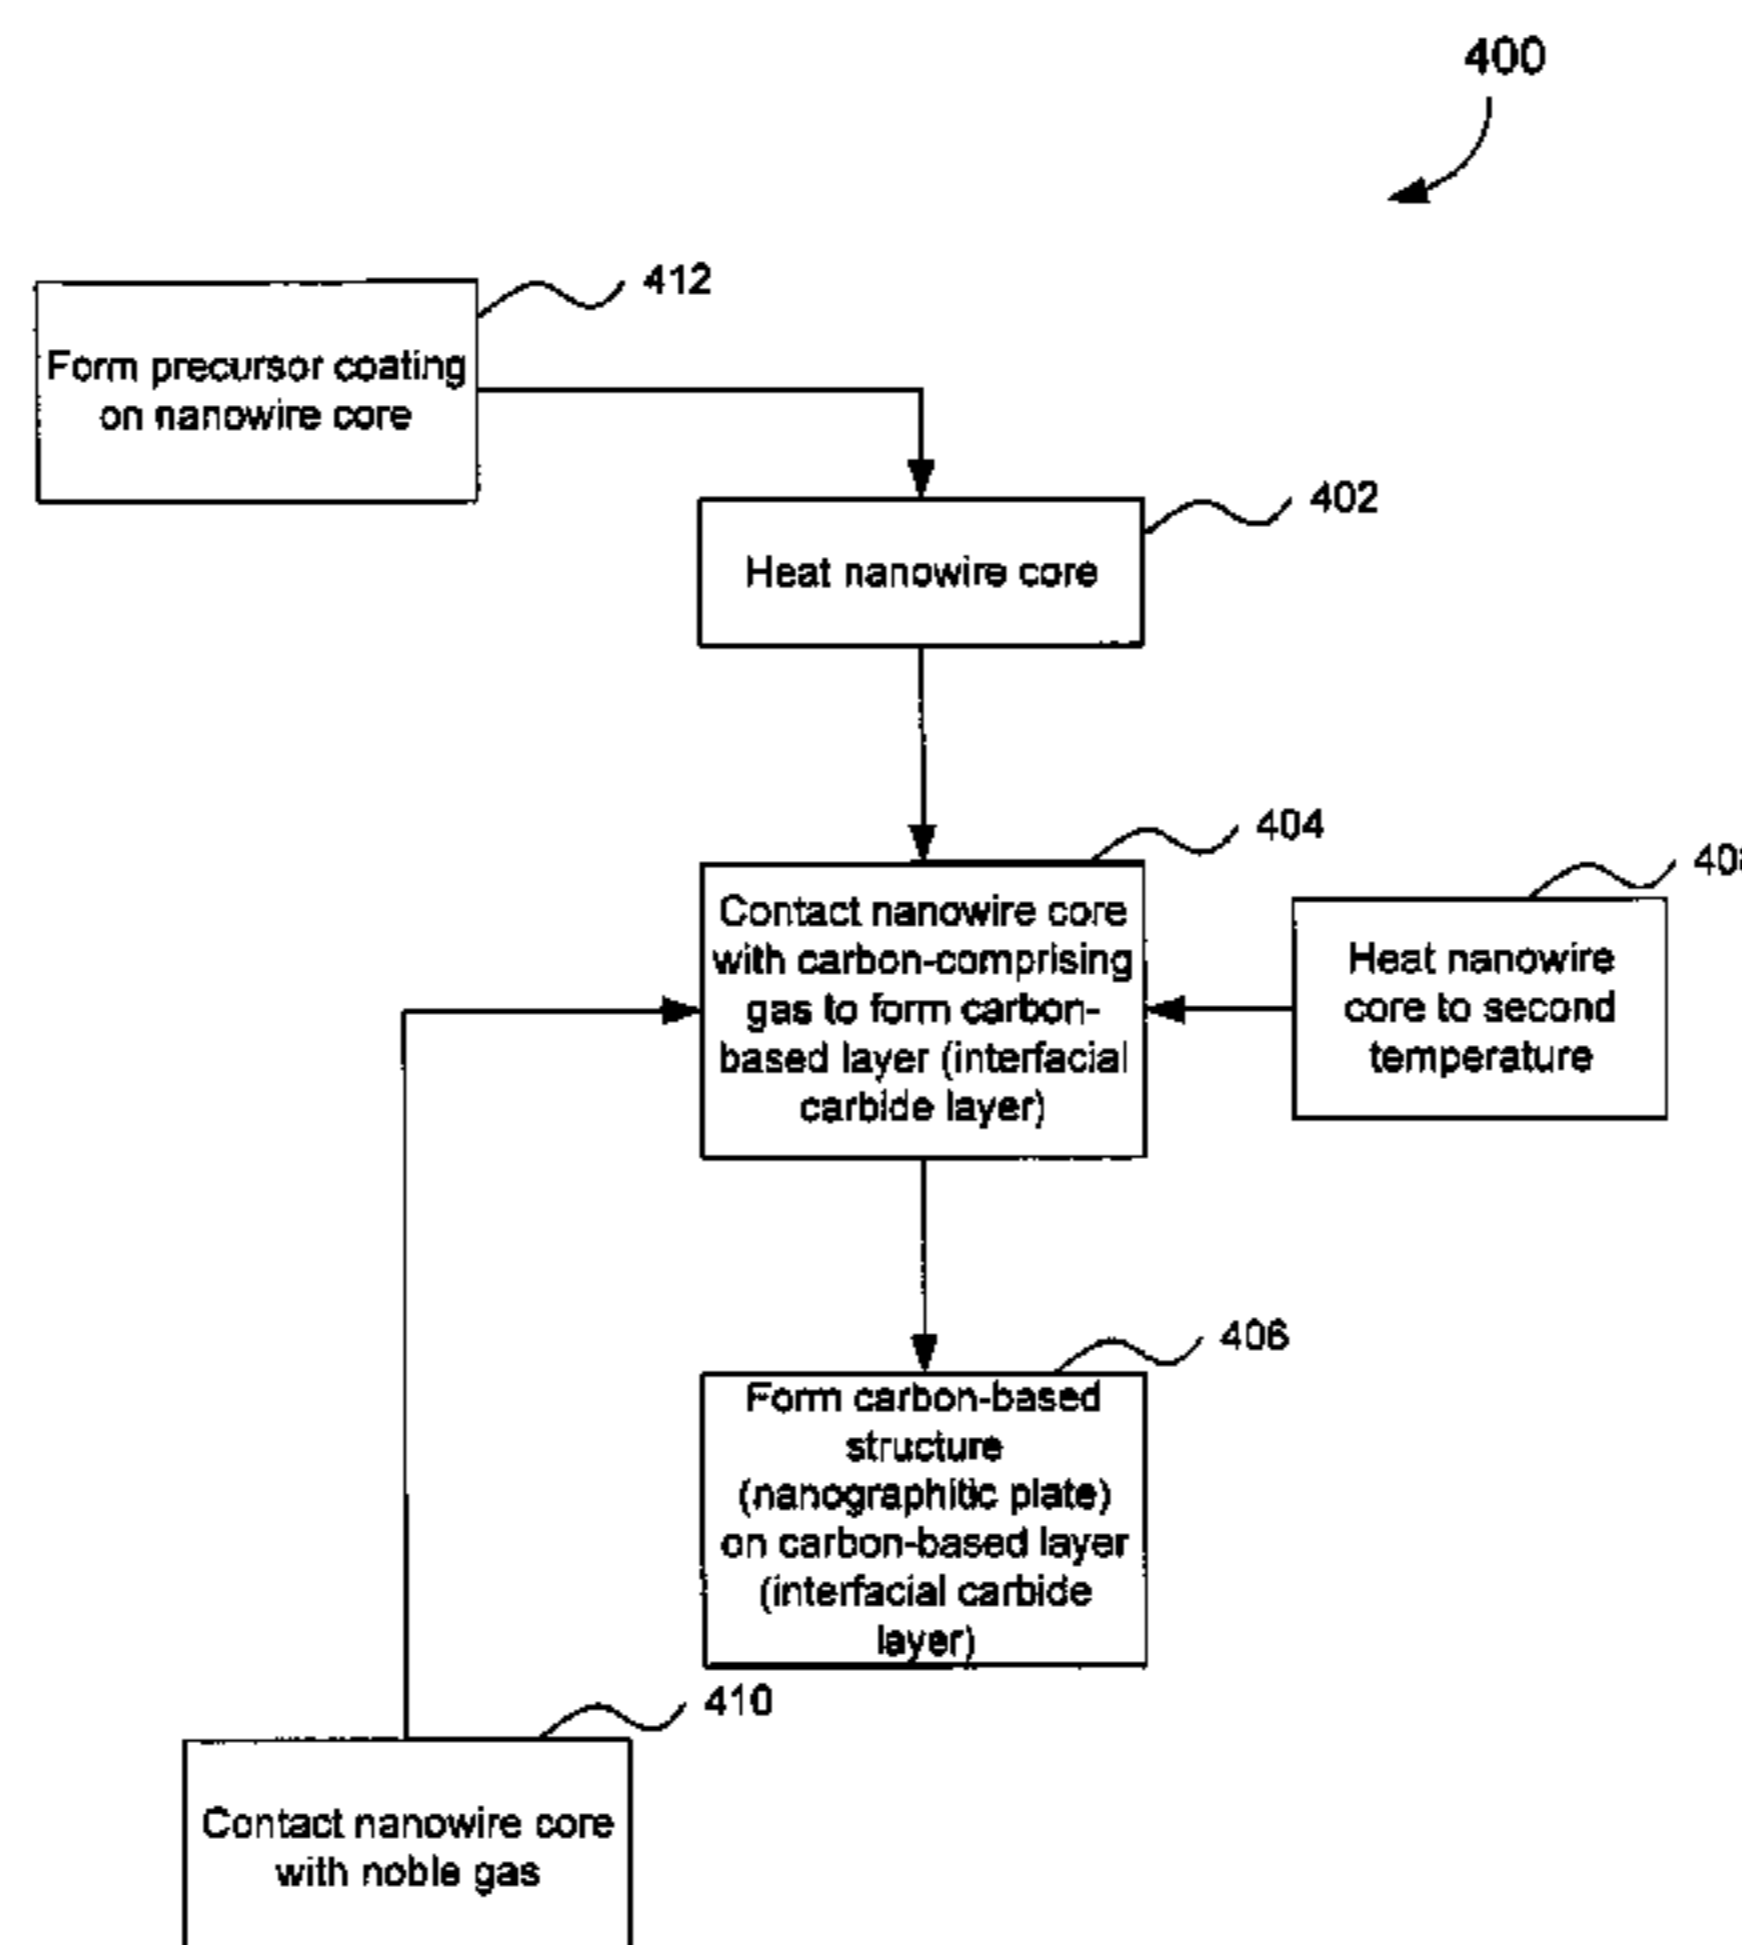 400
412
Form precursor coating
on nanowire core
402
Heat nanowire core
404
Contact nanowire core
with carbon-comprising
gas to form carbon-
based layer (interfacial
carbide layer)
Heat nanowire
core to second
temperature
406
Form carbon-based
structure
(nanographitic plate)
on carbon-based layer
(interfacial carbide
layer)
410
Contact nanowire core
with noble gas